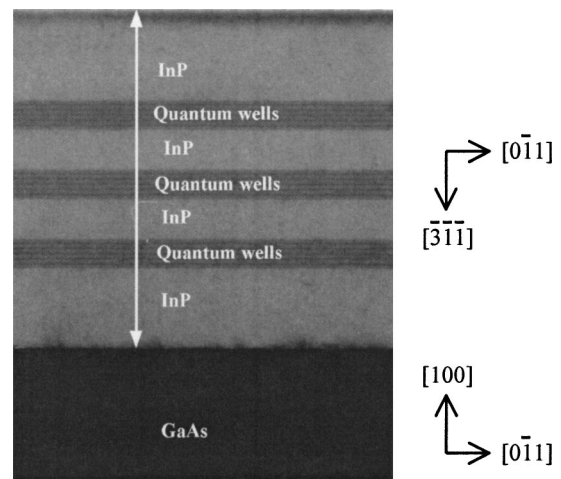 InP
Quantum wells
InP
Quantum wells
InP
Quantum wells
InP
GaAs
[01̅1]
[3̅1̅1̅]
[100]
[01̅1]